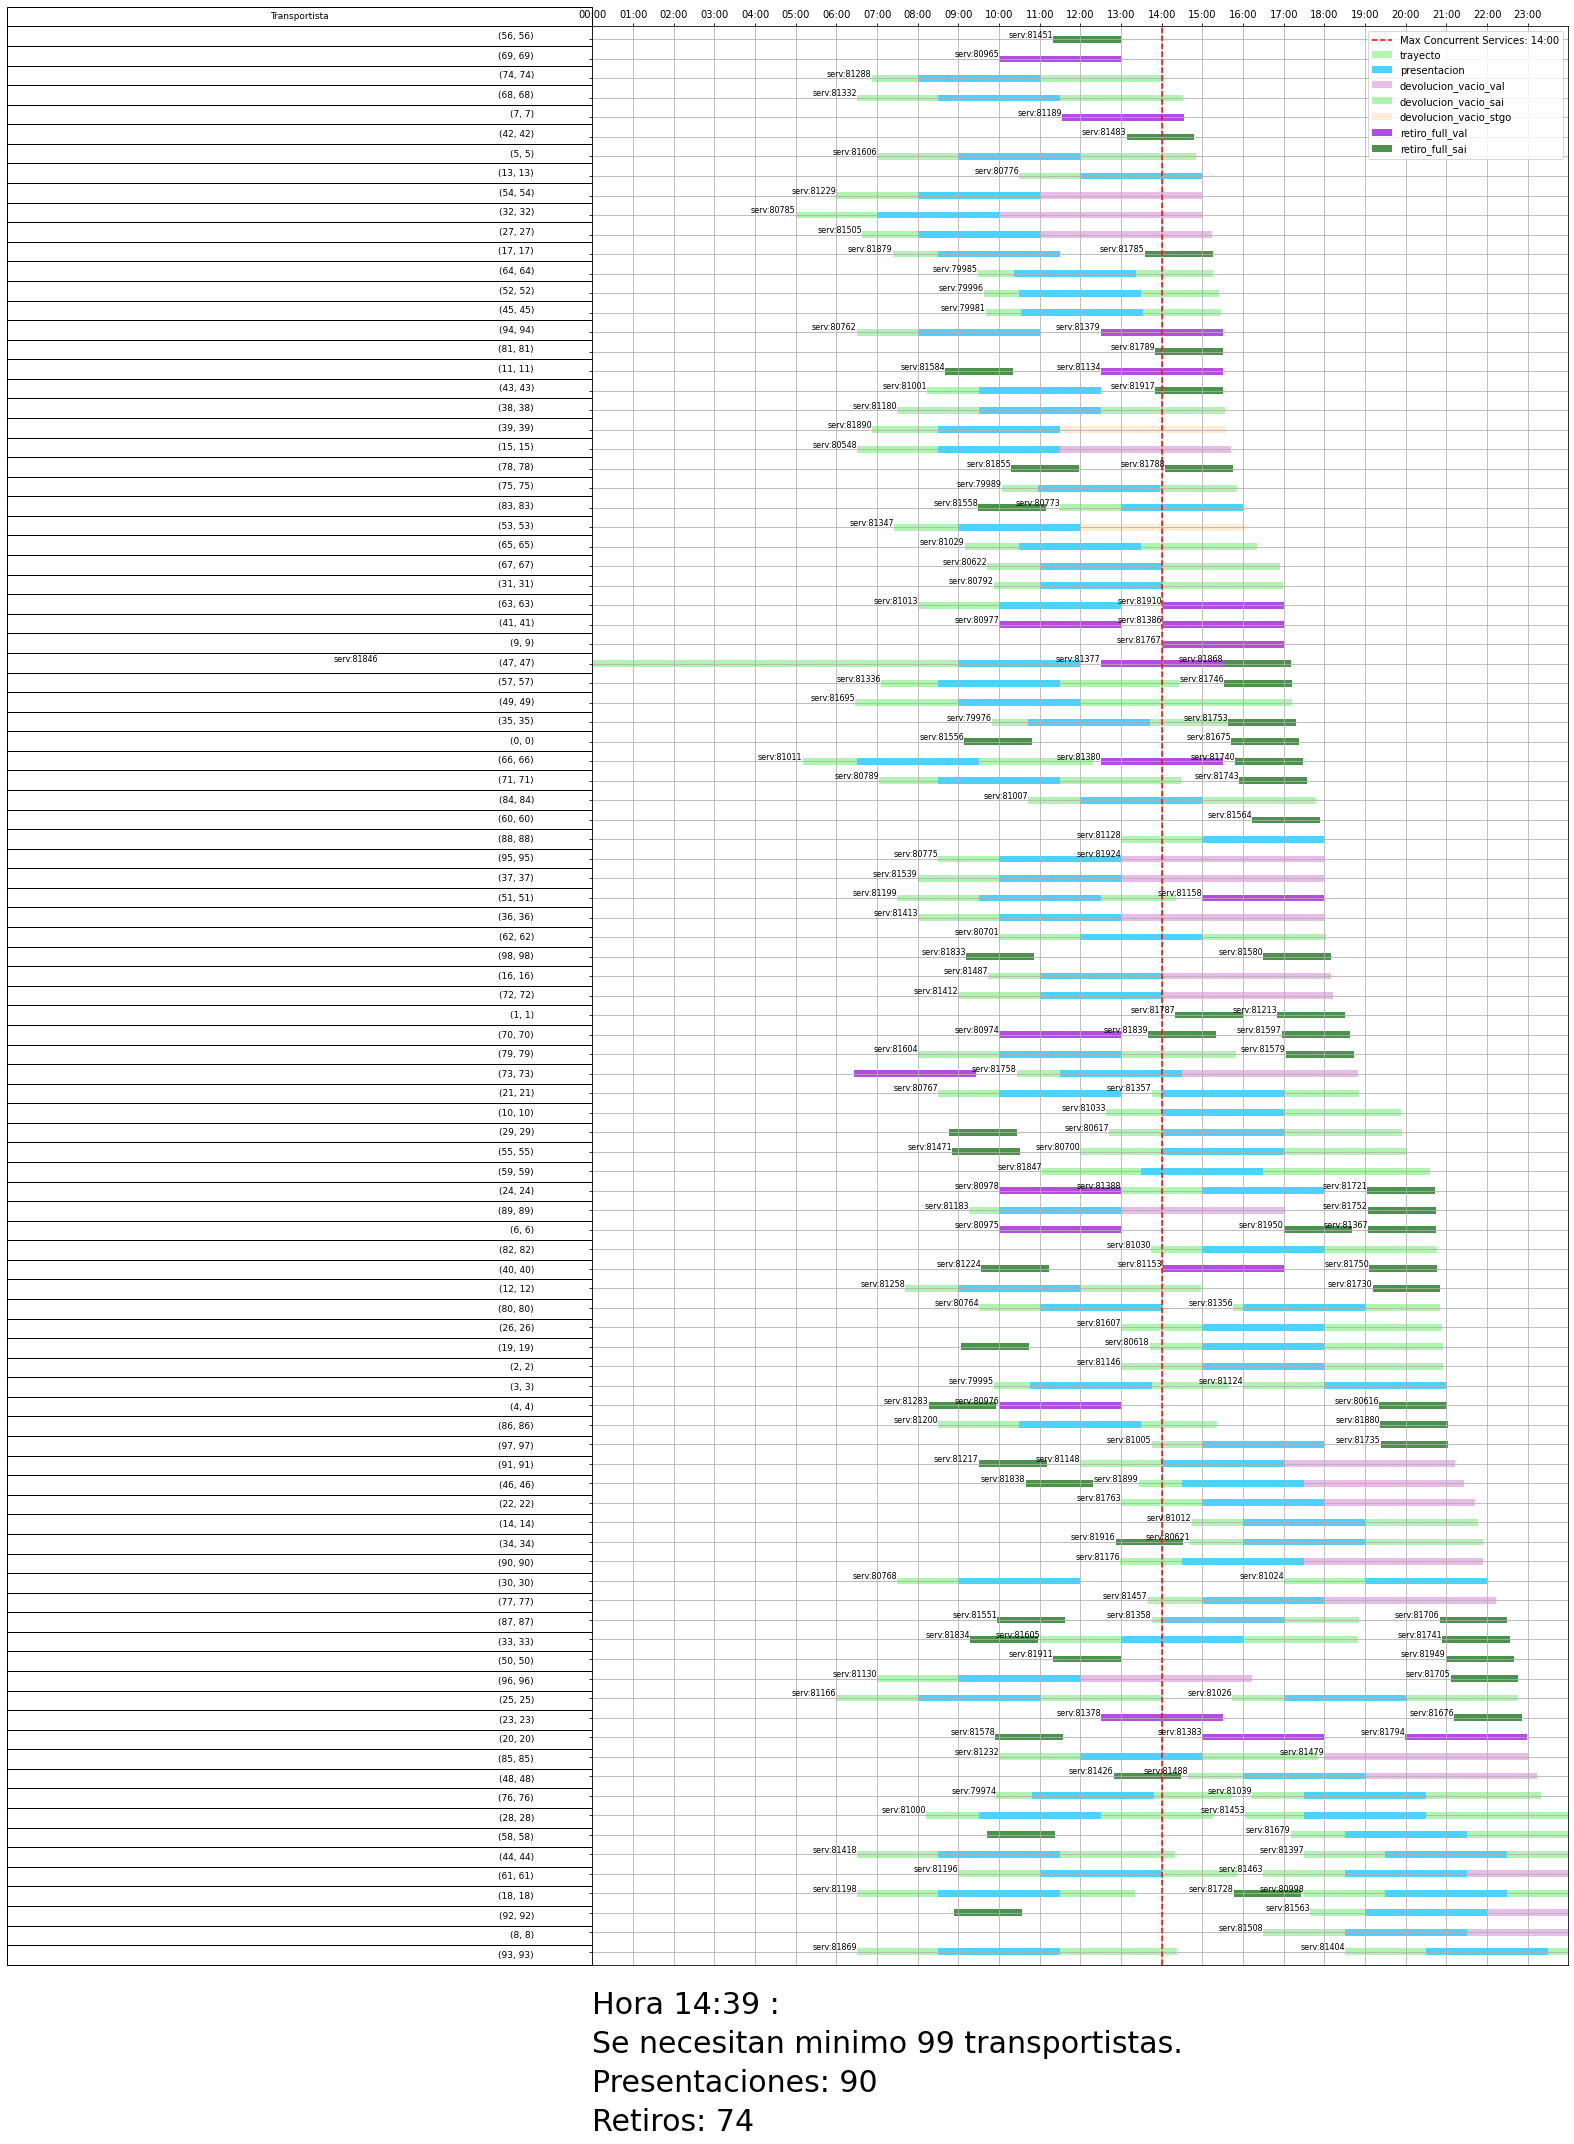 Transportista
00:00 01:00 02:00 03:00 04:00 05:00 06:00 07:00 08:00 09:00 10:00 11:00 12:00 13:00 14:00 15:00 16:00 17:00 18:00 19:00 20:00 21:00 22:00 23:00
Max Concurrent Services: 14:00
trayecto
presentacion
devolucion_vacio_val
devolucion_vacio_sai
devolucion_vacio_stgo
retiro_full_val
retiro_full_sai
(56, 56) serv:81451
(69, 69) serv:80965
(74, 74) serv:81288
(68, 68) serv:81332
(7, 7) serv:81189
(42, 42) serv:81483
(5, 5) serv:81606
(13, 13) serv:80776
(54, 54) serv:81229
(32, 32) serv:80785
(27, 27) serv:81505
(17, 17) serv:81879 serv:81785
(64, 64) serv:79985
(52, 52) serv:79996
(45, 45) serv:79981
(94, 94) serv:80762 serv:81379
(81, 81) serv:81789
(11, 11) serv:81584 serv:81134
(43, 43) serv:81001 serv:81917
(38, 38) serv:81180
(39, 39) serv:81890
(15, 15) serv:80548
(78, 78) serv:81855 serv:81788
(75, 75) serv:79989
(83, 83) serv:81558 serv:80773
(53, 53) serv:81347
(65, 65) serv:81029
(67, 67) serv:80622
(31, 31) serv:80792
(63, 63) serv:81013 serv:81910
(41, 41) serv:80977 serv:81386
(9, 9) serv:81767
serv:81846 (47, 47) serv:81377 serv:81868
(57, 57) serv:81336 serv:81746
(49, 49) serv:81695
(35, 35) serv:79976 serv:81753
(0, 0) serv:81556 serv:81675
(66, 66) serv:81011 serv:81380 serv:81740
(71, 71) serv:80789 serv:81743
(84, 84) serv:81007
(60, 60) serv:81564
(88, 88) serv:81128
(95, 95) serv:80775 serv:81924
(37, 37) serv:81539
(51, 51) serv:81199 serv:81158
(36, 36) serv:81413
(62, 62) serv:80701
(98, 98) serv:81833 serv:81580
(16, 16) serv:81487
(72, 72) serv:81412
(1, 1) serv:81787 serv:81213
(70, 70) serv:80974 serv:81839 serv:81597
(79, 79) serv:81604 serv:81579
(73, 73) serv:81758
(21, 21) serv:80767 serv:81357
(10, 10) serv:81033
(29, 29) serv:80617
(55, 55) serv:81471 serv:80700
(59, 59) serv:81847
(24, 24) serv:80978 serv:81388 serv:81721
(89, 89) serv:81183 serv:81752
(6, 6) serv:80975 serv:81950 serv:81367
(82, 82) serv:81030
(40, 40) serv:81224 serv:81153 serv:81750
(12, 12) serv:81258 serv:81730
(80, 80) serv:80764 serv:81356
(26, 26) serv:81607
(19, 19) serv:80618
(2, 2) serv:81146
(3, 3) serv:79995 serv:81124
(4, 4) serv:81283 serv:80976 serv:80616
(86, 86) serv:81200 serv:81880
(97, 97) serv:81005 serv:81735
(91, 91) serv:81217 serv:81148
(46, 46) serv:81838 serv:81899
(22, 22) serv:81763
(14, 14) serv:81012
(34, 34) serv:81916 serv:80621
(90, 90) serv:81176
(30, 30) serv:80768 serv:81024
(77, 77) serv:81457
(87, 87) serv:81551 serv:81358 serv:81706
(33, 33) serv:81834 serv:81605 serv:81741
(50, 50) serv:81911 serv:81949
(96, 96) serv:81130 serv:81705
(25, 25) serv:81166 serv:81026
(23, 23) serv:81378 serv:81676
(20, 20) serv:81578 serv:81383 serv:81794
(85, 85) serv:81232 serv:81479
(48, 48) serv:81426 serv:81488
(76, 76) serv:79974 serv:81039
(28, 28) serv:81000 serv:81453
(58, 58) serv:81679
(44, 44) serv:81418 serv:81397
(61, 61) serv:81196 serv:81463
(18, 18) serv:81198 serv:81728 serv:80998
(92, 92) serv:81563
(8, 8) serv:81508
(93, 93) serv:81869 serv:81404
Hora 14:39 :
Se necesitan minimo 99 transportistas.
Presentaciones: 90
Retiros: 74